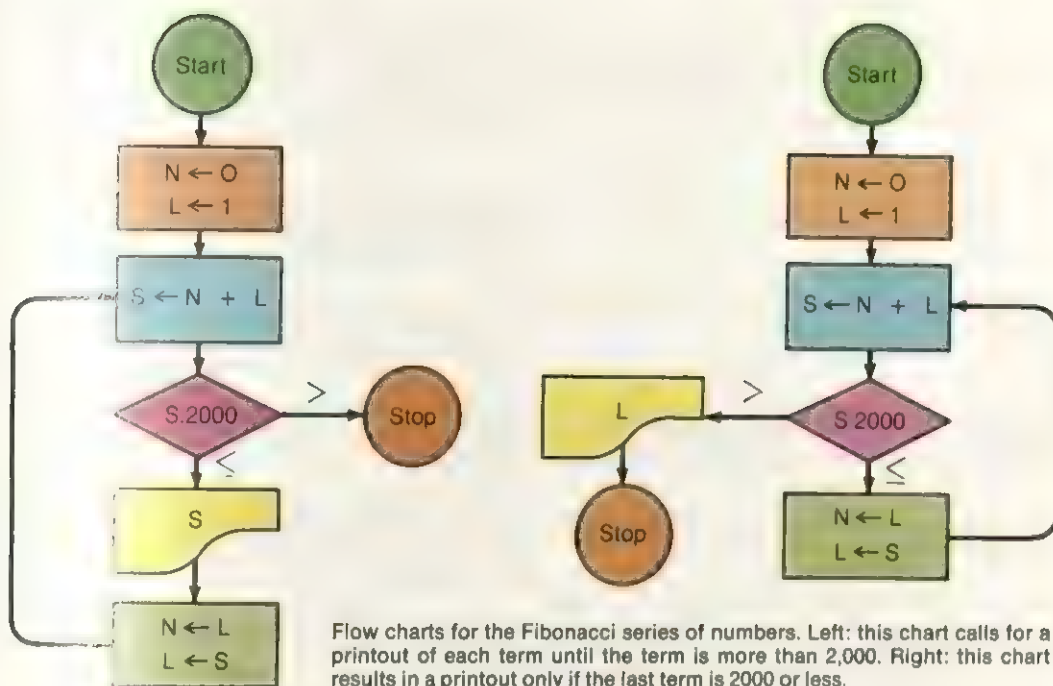 Start
N ← O
L ← 1
S ← N + L
S.2000
>
Stop
≤
S
N ← L
L ← S
Start
N ← O
L ← 1
S ← N + L
S 2000
>
L
Stop
≤
N ← L
L ← S
Flow charts for the Fibonacci series of numbers. Left: this chart calls for a
printout of each term until the term is more than 2,000. Right: this chart
results in a printout only if the last term is 2000 or less.